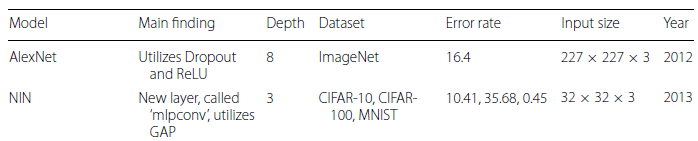 Model Main finding Depth Dataset Error rate Input size Year
AlexNet Utilizes Dropout 8 ImageNet 16.4 227 × 227 × 3 2012
and ReLU
NIN New layer, called 3 CIFAR-10, CIFAR- 10.41, 35.68, 0.45 32 × 32 × 3 2013
'mlpconv', utilizes 100, MNIST
GAP